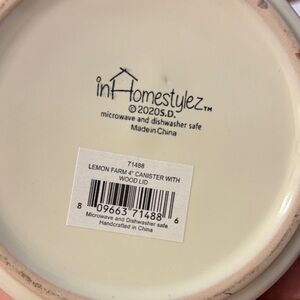 inHomestylez™
©2020S.D.
microwave and dishwasher safe
Made in China
71488
LEMON FARM 4" CANISTER WITH
WOOD LID
8 09663 71488 6
Microwave and Dishwasher safe
Handcrafted in China